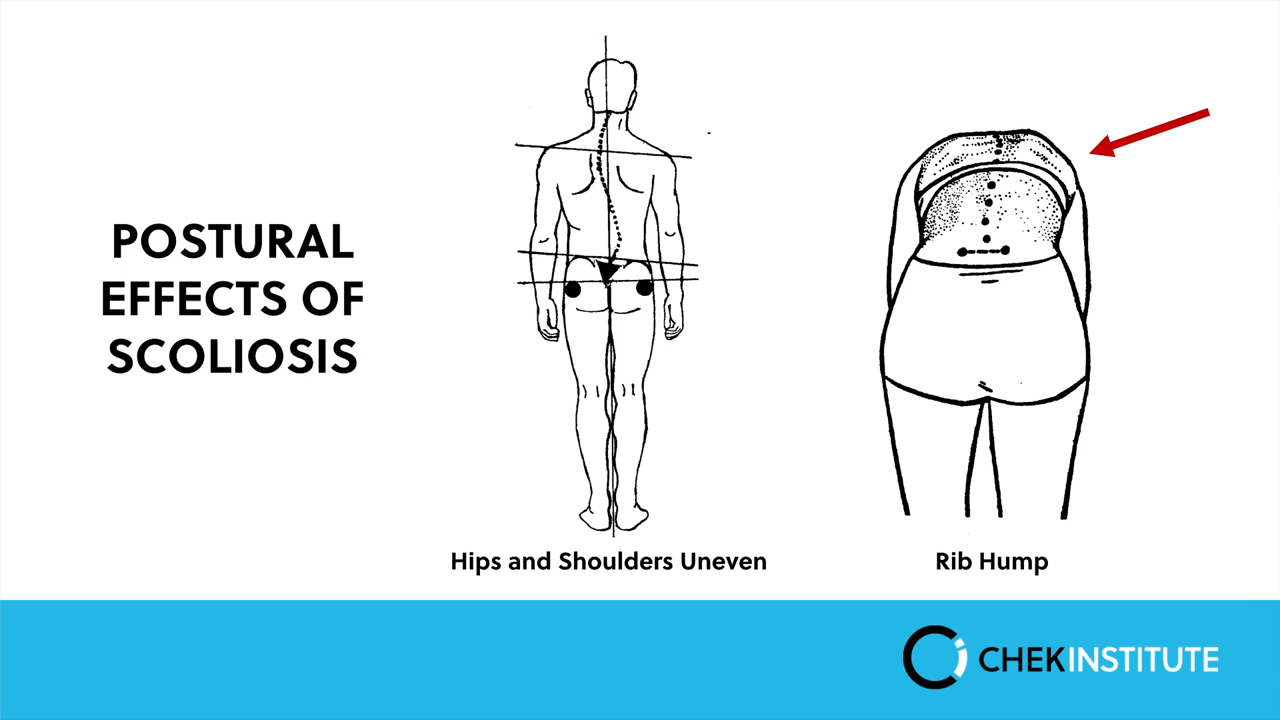 POSTURAL
EFFECTS OF
SCOLIOSIS
Hips and Shoulders Uneven
Rib Hump
CHEKINSTITUTE